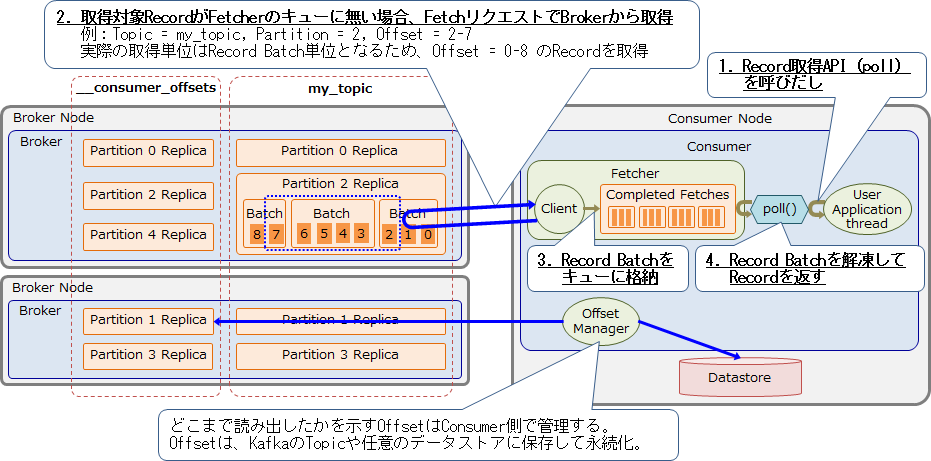 2. 取得対象RecordがFetcherのキューに無い場合、FetchリクエストでBrokerから取得
例：Topic = my_topic, Partition = 2, Offset = 2-7
実際の取得単位はRecord Batch単位となるため、Offset = 0-8 のRecordを取得
1. Record取得API（poll）
を呼びだし
__consumer_offsets
my_topic
Broker Node
Broker
Partition 0 Replica
Partition 2 Replica
Partition 4 Replica
Partition 0 Replica
Partition 2 Replica
Batch
Batch
Batch
8 7 6 5 4 3 2 1 0
Consumer Node
Consumer
Fetcher
Client
Completed Fetches
poll()
User
Application
thread
3. Record Batchを
キューに格納
4. Record Batchを解凍して
Recordを返す
Broker Node
Broker
Partition 1 Replica
Partition 3 Replica
Partition 1 Replica
Partition 3 Replica
Offset
Manager
Datastore
どこまで読み出したかを示すOffsetはConsumer側で管理する。
Offsetは、KafkaのTopicや任意のデータストアに保存して永続化。